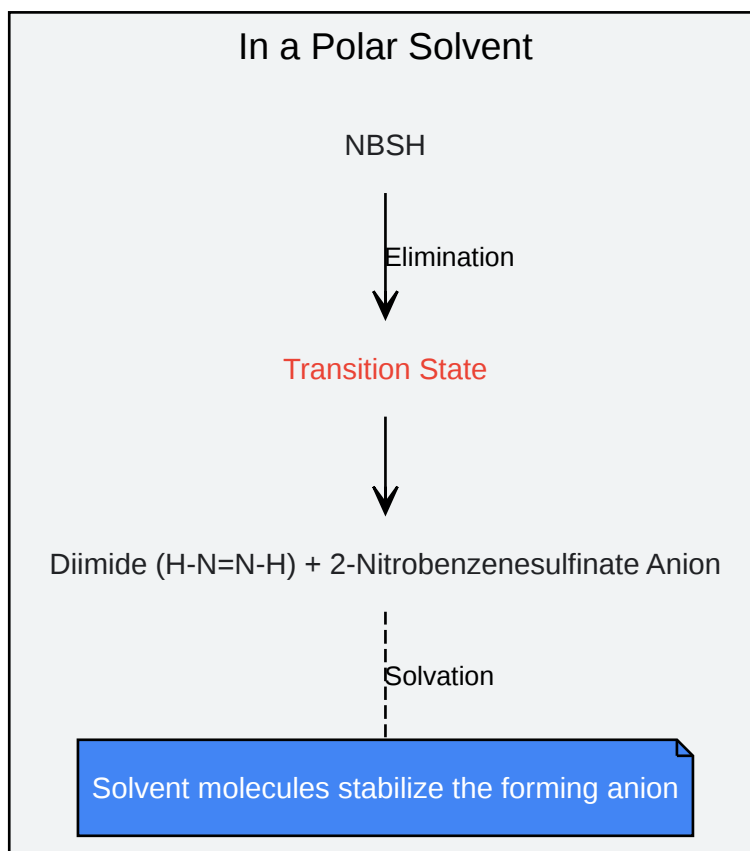 In a Polar Solvent
NBSH
Elimination
Transition State
Diimide (H-N=N-H) + 2-Nitrobenzenesulfinate Anion
Solvation
Solvent molecules stabilize the forming anion